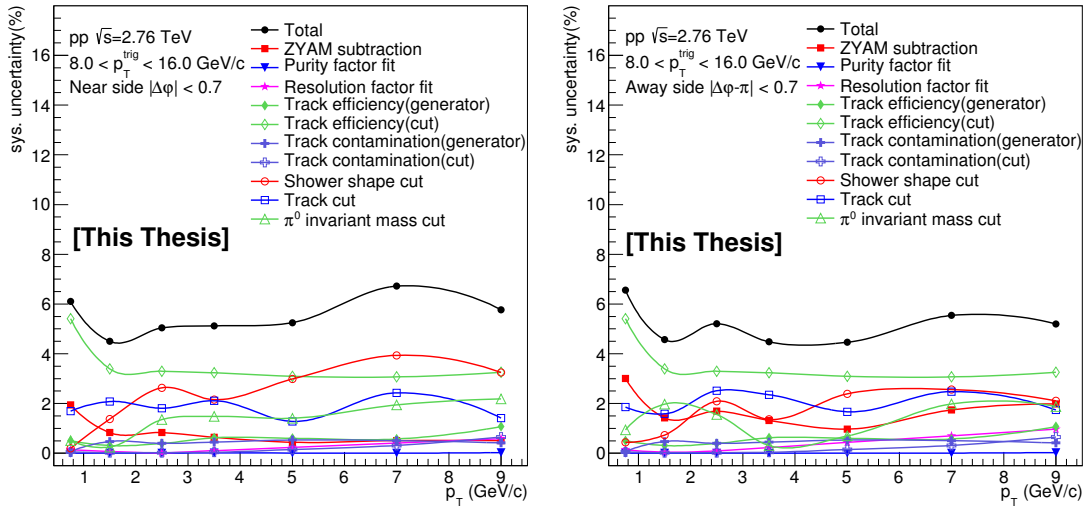 sys. uncertainty(%)
16
14
12
10
8
6
4
2
0
pp √s=2.76 TeV
8.0 < p_T^trig < 16.0 GeV/c
Near side |Δφ| < 0.7
Total
ZYAM subtraction
Purity factor fit
Resolution factor fit
Track efficiency(generator)
Track efficiency(cut)
Track contamination(generator)
Track contamination(cut)
Shower shape cut
Track cut
π⁰ invariant mass cut
[This Thesis]
1 2 3 4 5 6 7 8 9
p_T (GeV/c)
sys. uncertainty(%)
16
14
12
10
8
6
4
2
0
pp √s=2.76 TeV
8.0 < p_T^trig < 16.0 GeV/c
Away side |Δφ-π| < 0.7
Total
ZYAM subtraction
Purity factor fit
Resolution factor fit
Track efficiency(generator)
Track efficiency(cut)
Track contamination(generator)
Track contamination(cut)
Shower shape cut
Track cut
π⁰ invariant mass cut
[This Thesis]
1 2 3 4 5 6 7 8 9
p_T (GeV/c)